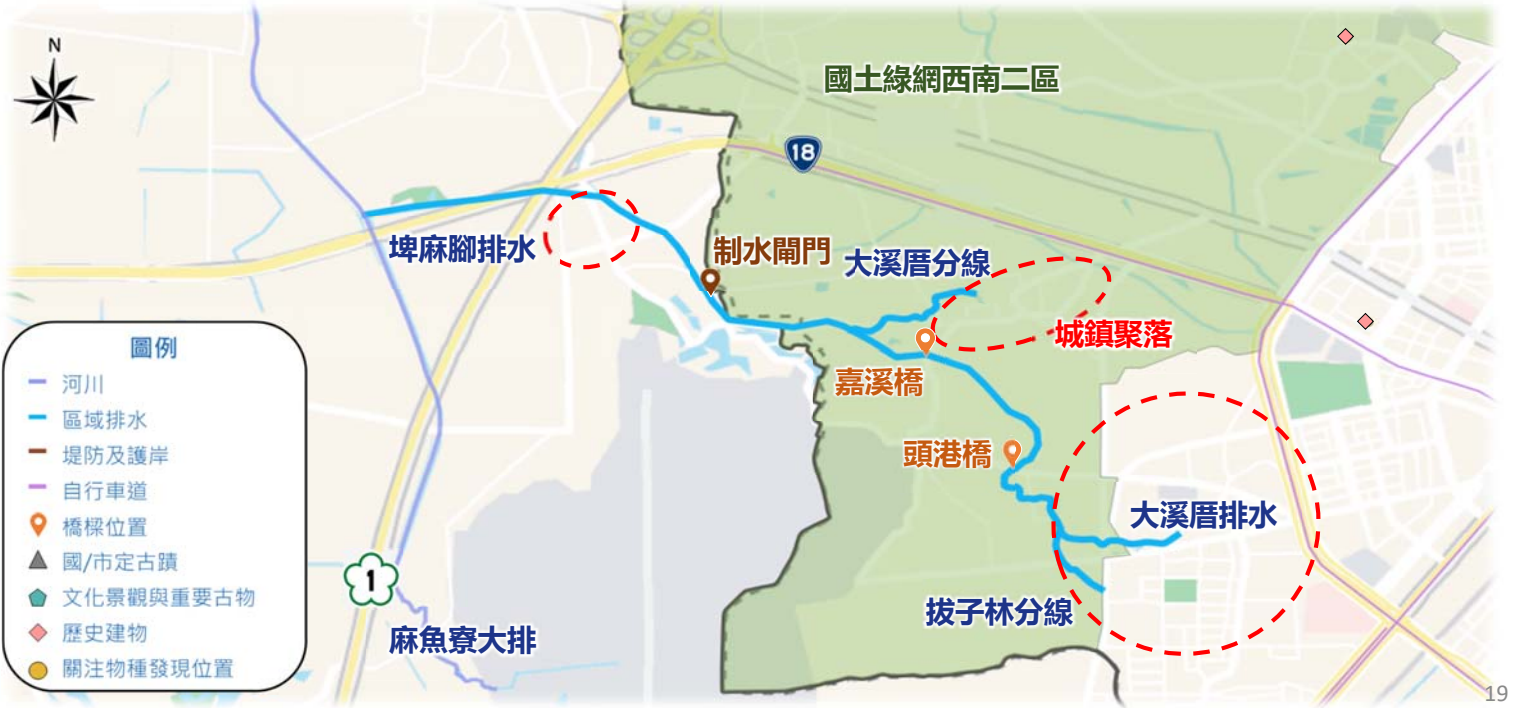 N
國土綠網西南二區
18
埤麻腳排水
制水閘門
大溪厝分線
城鎮聚落
嘉溪橋
頭港橋
大溪厝排水
拔子林分線
1
麻魚寮大排
圖例
河川
區域排水
堤防及護岸
自行車道
橋樑位置
國/市定古蹟
文化景觀與重要古物
歷史建物
關注物種發現位置
19